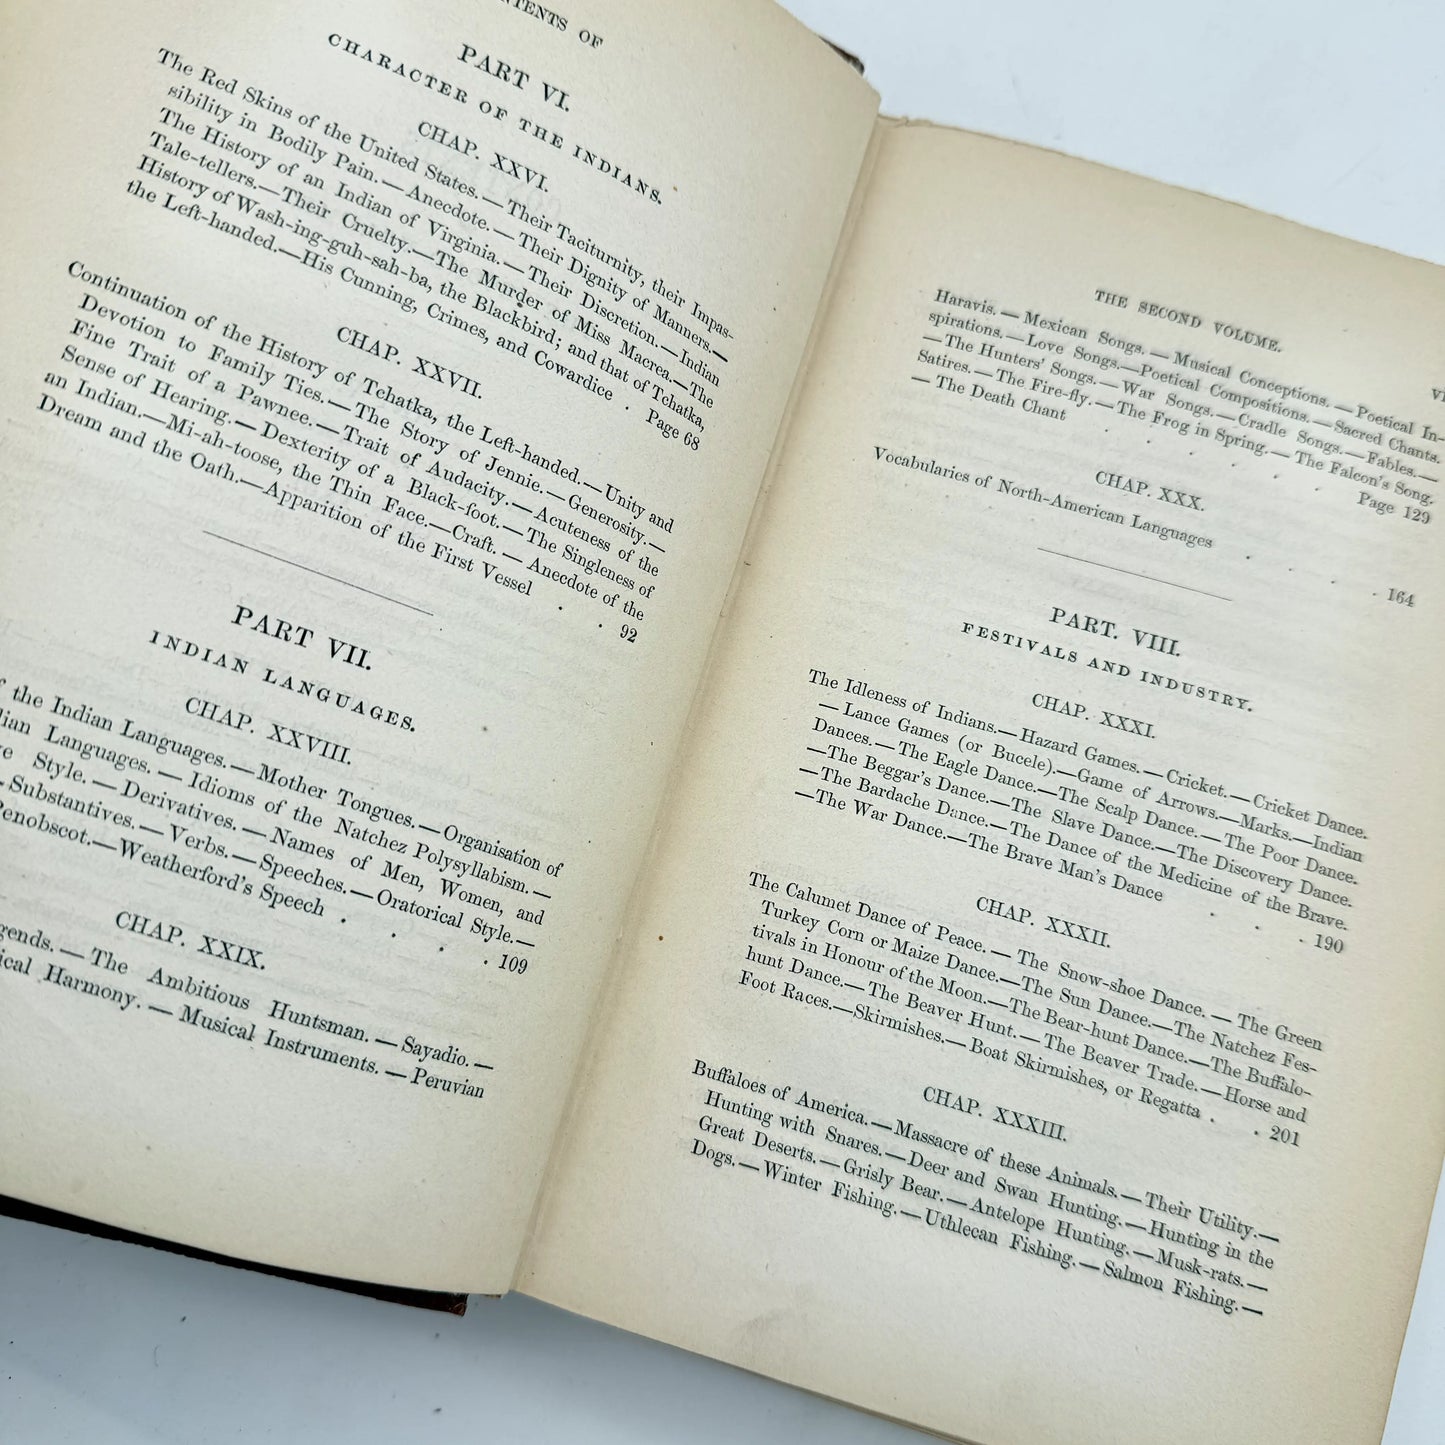 OF
PART VI.
CHARACTER OF THE INDIANS.
CHAP. XXVI.
The Red Skins of the United States. — Their Taciturnity, their Impas-
sibility in Bodily Pain. — Anecdote. — Their Dignity of Manners. —
The History of an Indian of Virginia. — Their Discretion. — Indian
Tale-tellers. — Their Cruelty. — The Murder of Miss Macrea. — The
History of Wash-ing-guh-sah-ba, the Blackbird; and that of Tchatka,
the Left-handed. — His Cunning, Crimes, and Cowardice . Page 68
CHAP. XXVII.
Continuation of the History of Tchatka, the Left-handed. — Unity and
Devotion to Family Ties. — The Story of Jennie. — Generosity. —
Fine Trait of a Pawnee. — Trait of Audacity. — Acuteness of the
Sense of Hearing. — Dexterity of a Black-foot. — The Singleness of
an Indian. — Mi-ah-toose, the Thin Face. — Craft. — Anecdote of the
Dream and the Oath. — Apparition of the First Vessel . . 92
PART VII.
INDIAN LANGUAGES.
CHAP. XXVIII.
the Indian Languages. — Mother Tongues. — Organisation of
Languages. — Idioms of the Natchez Polysyllabism. —
Style. — Derivatives. — Names of Men, Women, and
Substantives. — Verbs. — Speeches. — Oratorical Style. —
Penobscot. — Weatherford's Speech . . . . 109
CHAP. XXIX.
— The Ambitious Huntsman. — Sayadio. —
Harmony. — Musical Instruments. — Peruvian
THE SECOND VOLUME.
Haravis. — Mexican Songs. — Musical Conceptions. — Poetical In-
spirations. — Love Songs. — Poetical Compositions. — Sacred Chants.
— The Hunters' Songs. — War Songs. — Cradle Songs. — Fables. —
Satires. — The Fire-fly. — The Frog in Spring. — The Falcon's Song.
— The Death Chant . . . . . Page 129
CHAP. XXX.
Vocabularies of North-American Languages . . . . . 164
PART. VIII.
FESTIVALS AND INDUSTRY.
CHAP. XXXI.
The Idleness of Indians. — Hazard Games. — Cricket. — Cricket Dance.
— Lance Games (or Bucele). — Game of Arrows. — Marks. — Indian
Dances. — The Eagle Dance. — The Scalp Dance. — The Poor Dance.
— The Beggar's Dance. — The Slave Dance. — The Discovery Dance.
— The Bardache Dance. — The Dance of the Medicine of the Brave.
— The War Dance. — The Brave Man's Dance . . . 190
CHAP. XXXII.
The Calumet Dance of Peace. — The Snow-shoe Dance. — The Green
Turkey Corn or Maize Dance. — The Sun Dance. — The Natchez Fes-
tivals in Honour of the Moon. — The Bear-hunt Dance. — The Buffalo-
hunt Dance. — The Beaver Hunt. — The Beaver Trade. — Horse and
Foot Races. — Skirmishes. — Boat Skirmishes, or Regatta . . 201
CHAP. XXXIII.
Buffaloes of America. — Massacre of these Animals. — Their Utility. —
Hunting with Snares. — Deer and Swan Hunting. — Hunting in the
Great Deserts. — Grisly Bear. — Antelope Hunting. — Musk-rats. —
Dogs. — Winter Fishing. — Uthlecan Fishing. — Salmon Fishing. —